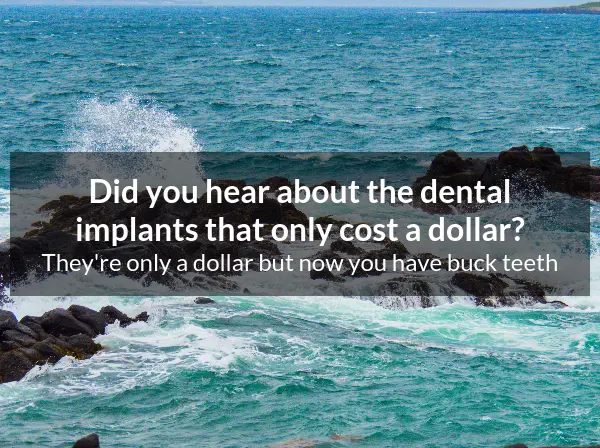 Did you hear about the dental
implants that only cost a dollar?
They're only a dollar but now you have buck teeth